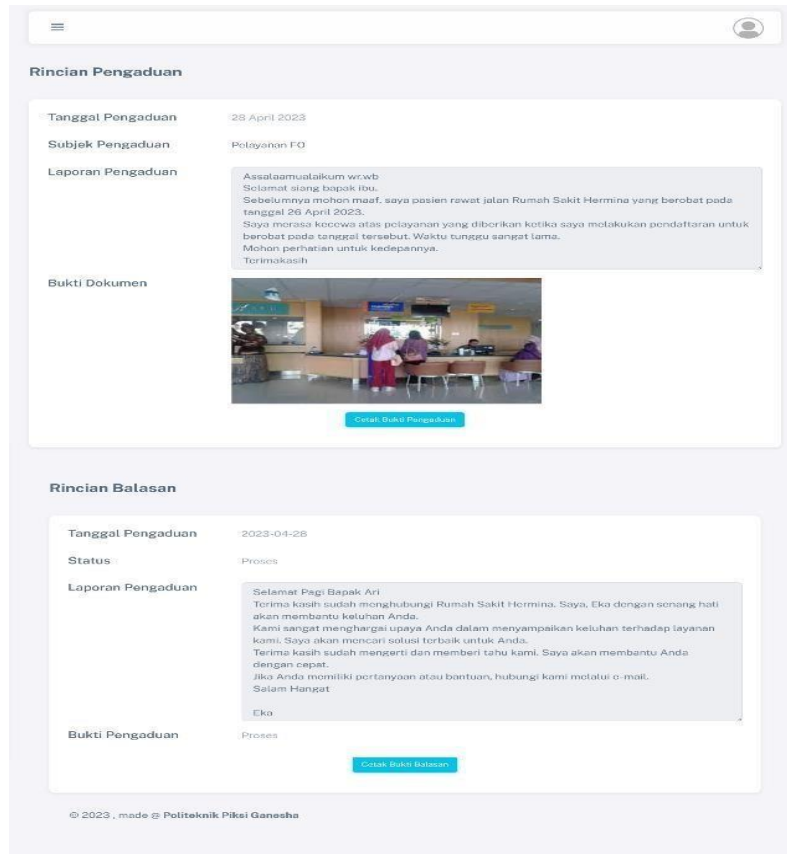 Rincian Pengaduan
Tanggal Pengaduan 28 April 2023
Subjek Pengaduan Pelayanan FO
Laporan Pengaduan
Assalaamualaikum wr.wb
Selamat siang bapak ibu.
Sebelumnya mohon maaf, saya pasien rawat jalan Rumah Sakit Hermina yang berobat pada
tanggal 26 April 2023.
Saya merasa kecewa atas pelayanan yang diberikan ketika saya melakukan pendaftaran untuk
berobat pada tanggal tersebut. Waktu tunggu sangat lama.
Mohon perhatian untuk kedepannya.
Terimakasih
Bukti Dokumen
Cetak Bukti Pengaduan
Rincian Balasan
Tanggal Pengaduan 2023-04-28
Status Proses
Laporan Pengaduan
Selamat Pagi Bapak Ari
Terima kasih sudah menghubungi Rumah Sakit Hermina. Saya, Eka dengan senang hati
akan membantu keluhan Anda.
Kami sangat menghargai upaya Anda dalam menyampaikan keluhan terhadap layanan
kami. Saya akan mencari solusi terbaik untuk Anda.
Terima kasih sudah mengerti dan memberi tahu kami. Saya akan membantu Anda
dengan cepat.
Jika Anda memiliki pertanyaan atau bantuan, hubungi kami melalui e-mail.
Salam Hangat
Eka
Bukti Pengaduan Proses
Cetak Bukti Balasan
© 2023 , made @ Politeknik Piksi Ganesha